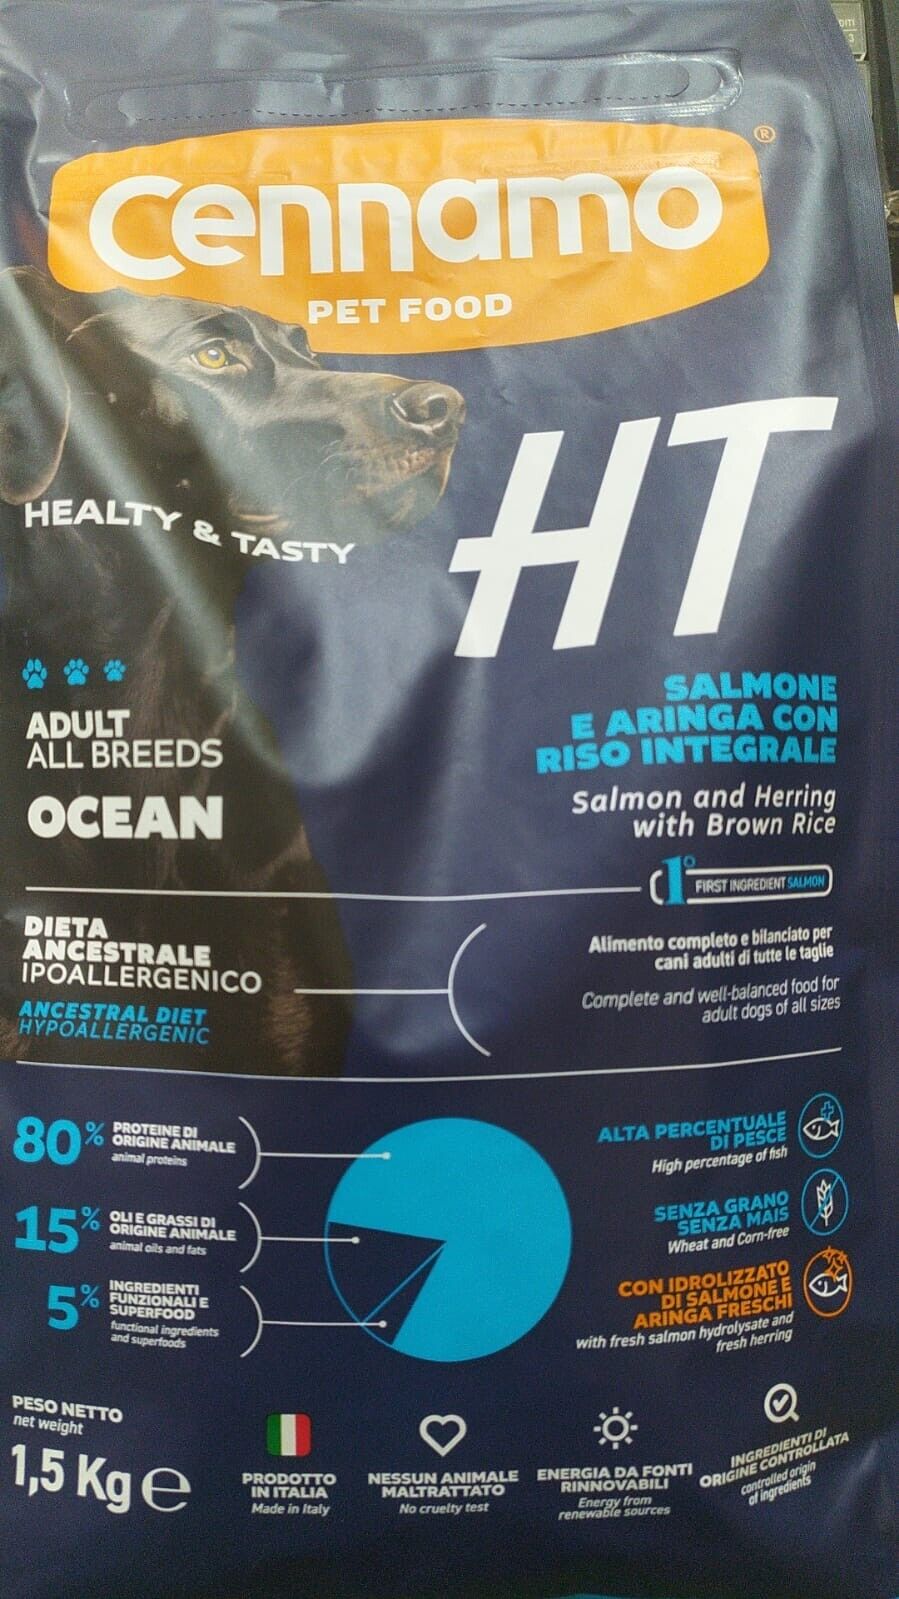 Cennamo®
PET FOOD
HT
HEALTY & TASTY
ADULT
ALL BREEDS
OCEAN
SALMONE
E ARINGA CON
RISO INTEGRALE
Salmon and Herring
with Brown Rice
1° FIRST INGREDIENT SALMON
DIETA
ANCESTRALE
IPOALLERGENICO
ANCESTRAL DIET
HYPOALLERGENIC
Alimento completo e bilanciato per
cani adulti di tutte le taglie
Complete and well-balanced food for
adult dogs of all sizes
80% PROTEINE DI
ORIGINE ANIMALE
animal proteins
15% OLI E GRASSI DI
ORIGINE ANIMALE
animal oils and fats
5% INGREDIENTI
FUNZIONALI E
SUPERFOOD
functional ingredients
and superfoods
ALTA PERCENTUALE
DI PESCE
High percentage of fish
SENZA GRANO
SENZA MAIS
Wheat and Corn-free
CON IDROLIZZATO
DI SALMONE E
ARINGA FRESCHI
with fresh salmon hydrolysate and
fresh herring
PESO NETTO
net weight
1,5 Kg e
PRODOTTO
IN ITALIA
Made in Italy
NESSUN ANIMALE
MALTRATTATO
No cruelty test
ENERGIA DA FONTI
RINNOVABILI
Energy from
renewable sources
INGREDIENTI DI
ORIGINE CONTROLLATA
controlled origin
of ingredients